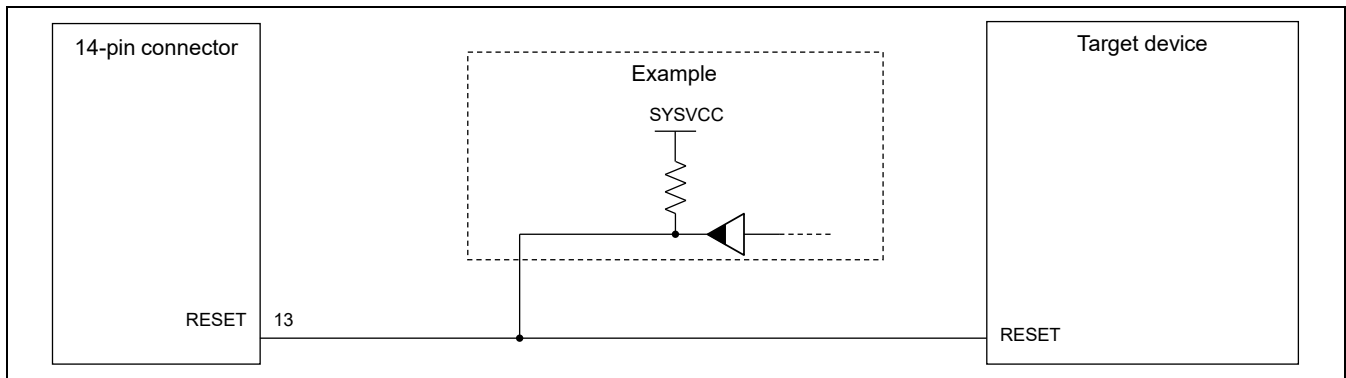 14-pin connector
Target device
Example
SYSVCC
RESET 13
RESET